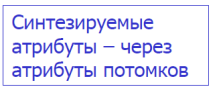 Синтезируемые
атрибуты – через
атрибуты потомков